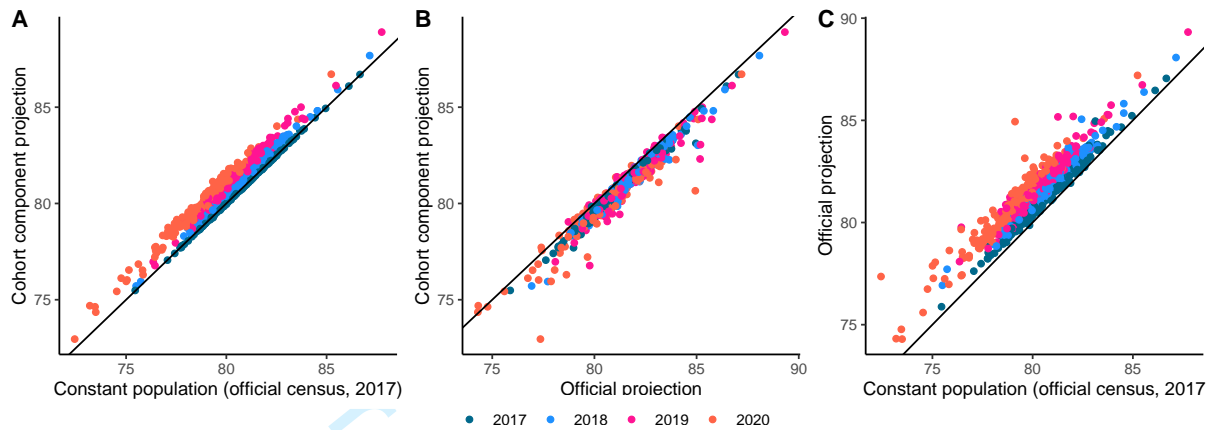 A
Cohort component projection
85
80
75
75
80
85
Constant population (official census, 2017)
B
Cohort component projection
85
80
75
75
80
85
90
Official projection
C
Official projection
90
85
80
75
75
80
85
Constant population (official census, 2017
2017 2018 2019 2020